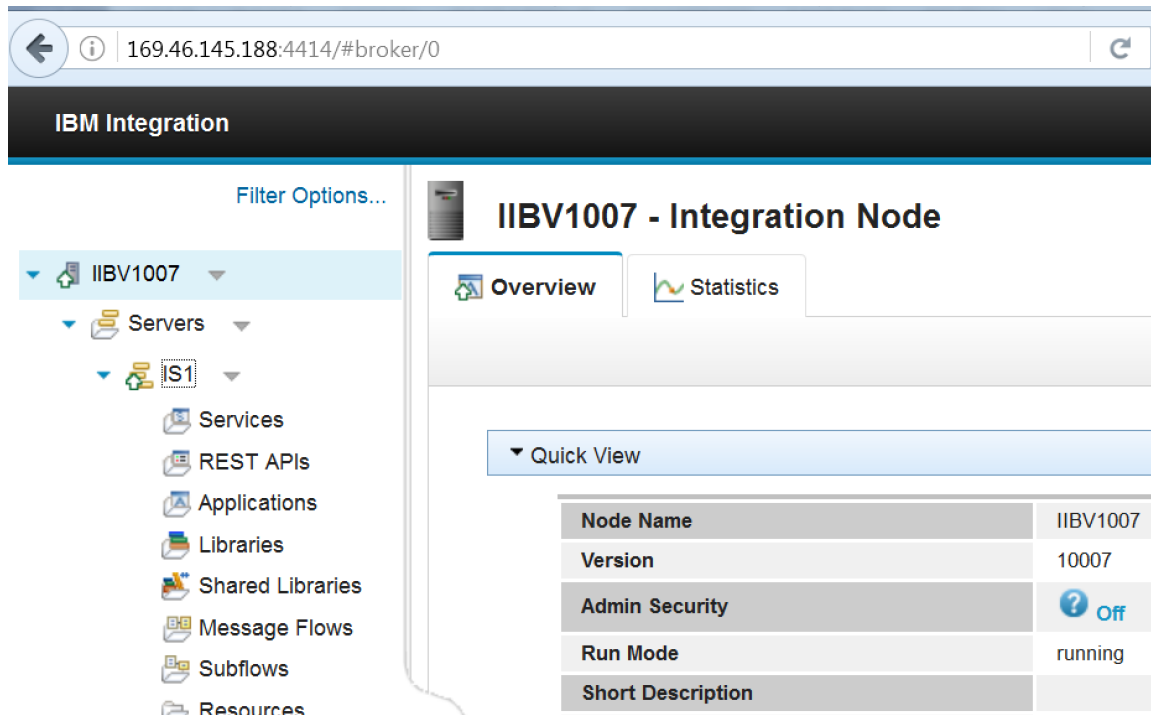 169.46.145.188:4414/#broker/0
IBM Integration
Filter Options...
IIBV1007
Servers
IS1
Services
REST APIs
Applications
Libraries
Shared Libraries
Message Flows
Subflows
Resources
IIBV1007 - Integration Node
Overview Statistics
Quick View
Node Name IIBV1007
Version 10007
Admin Security Off
Run Mode running
Short Description